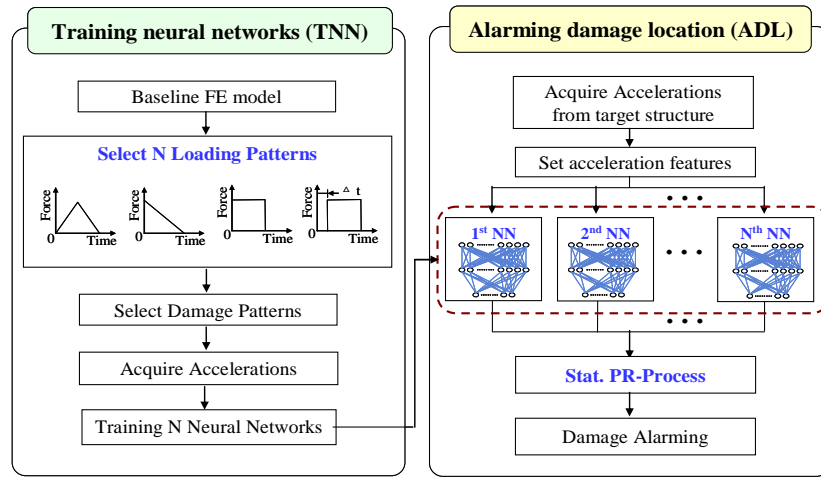 Training neural networks (TNN)
Baseline FE model
Select N Loading Patterns
Force
0
Time
Force
0
Time
Force
0
Time
Force
Δ t
0
Time
Select Damage Patterns
Acquire Accelerations
Training N Neural Networks
Alarming damage location (ADL)
Acquire Accelerations
from target structure
Set acceleration features
1st NN
2nd NN
Nth NN
Stat. PR-Process
Damage Alarming